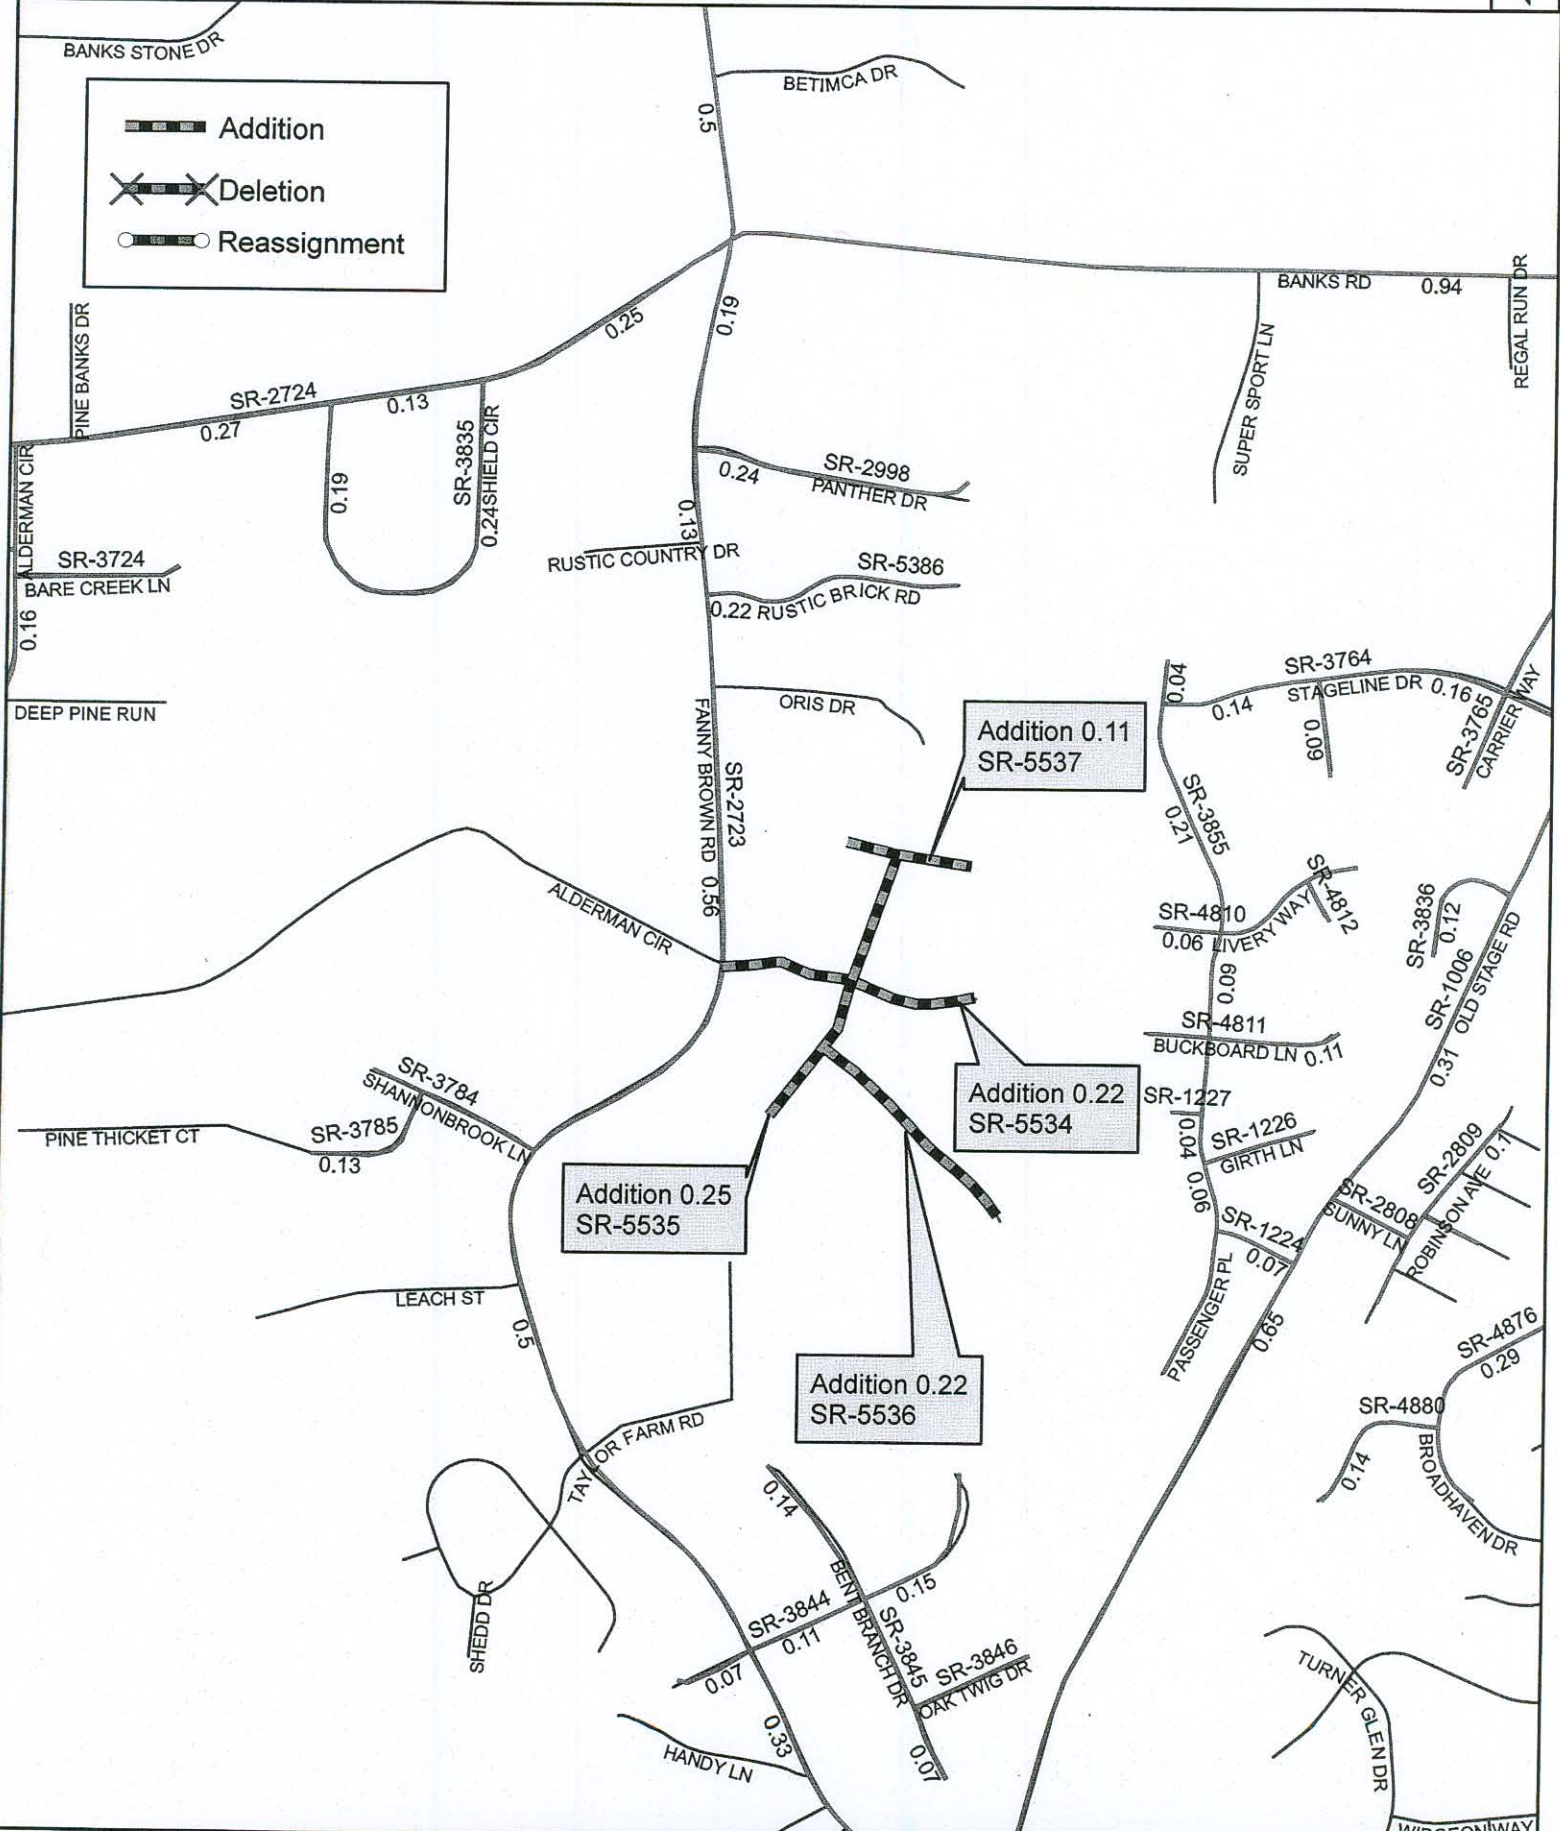 BANKS STONE DR
BETIMCA DR
0.5
Addition
Deletion
Reassignment
BANKS RD
0.94
REGAL RUN DR
SUPER SPORT LN
0.25
0.19
PINE BANKS DR
SR-2724
0.27
0.13
SR-3835
0.24
SHIELD CIR
0.19
ALDERMAN CIR
SR-3724
BARE CREEK LN
0.16
DEEP PINE RUN
0.24
SR-2998
PANTHER DR
0.13
RUSTIC COUNTRY DR
SR-5386
0.22 RUSTIC BRICK RD
ORIS DR
FANNY BROWN RD 0.56
SR-2723
Addition 0.11
SR-5537
0.04
SR-3764
0.14
STAGELINE DR 0.16
0.09
SR-3765
CARRIER WAY
SR-3855
0.21
SR-4810
0.06 LIVERY WAY
SR-4812
0.09
SR-3836
0.12
SR-1006
0.31 OLD STAGE RD
SR-4811
BUCKBOARD LN 0.11
ALDERMAN CIR
Addition 0.22
SR-5534
SR-1227
0.04
SR-1226
GIRTH LN
0.06
SR-1224
0.07
PASSENGER PL
0.65
SR-2809
ROBINSON AVE 0.1
SR-2808
SUNNY LN
SR-3784
SHANNONBROOK LN
PINE THICKET CT
SR-3785
0.13
Addition 0.25
SR-5535
LEACH ST
0.5
Addition 0.22
SR-5536
SR-4876
0.29
SR-4880
0.14
BROADHAVEN DR
TAYLOR FARM RD
SHEDD DR
0.14
BENT BRANCH DR
0.15
SR-3844
0.11
0.07
SR-3845
SR-3846
OAK TWIG DR
0.07
0.33
HANDY LN
TURNER GLEN DR